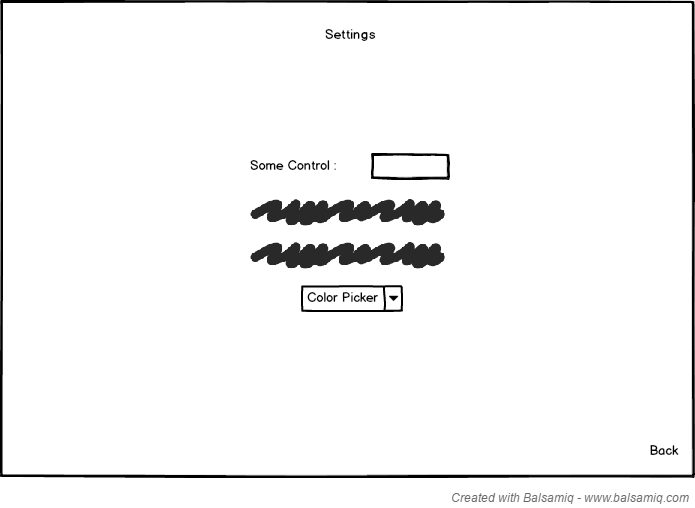 Settings
Some Control :
Color Picker
Back
Created with Balsamiq - www.balsamiq.com